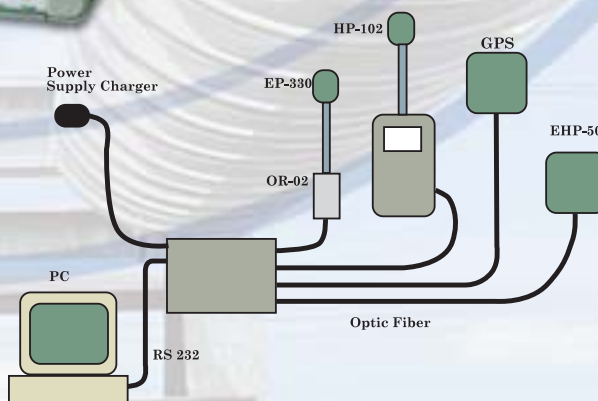 HP-102
GPS
Power
Supply Charger
EP-330
EHP-50
OR-02
PC
Optic Fiber
RS 232